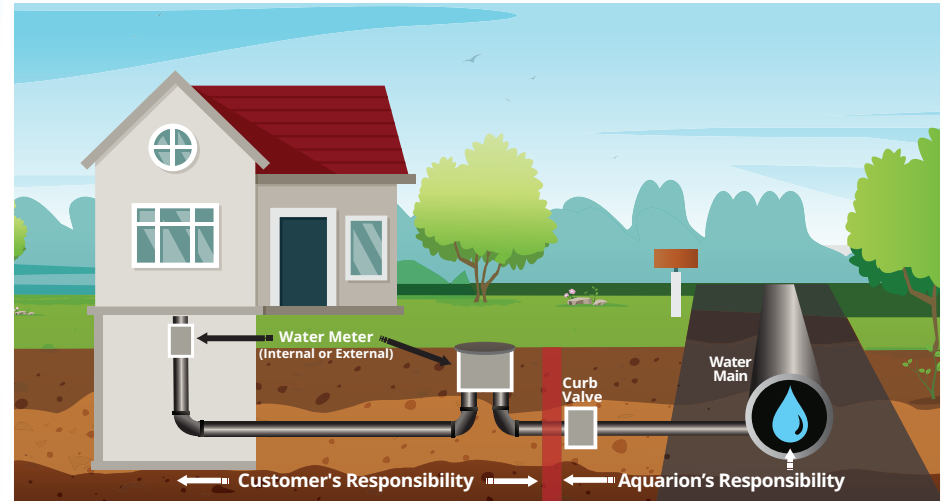 Water Meter
(Internal or External)
Water
Main
Curb
Valve
Customer's Responsibility
Aquarion’s Responsibility